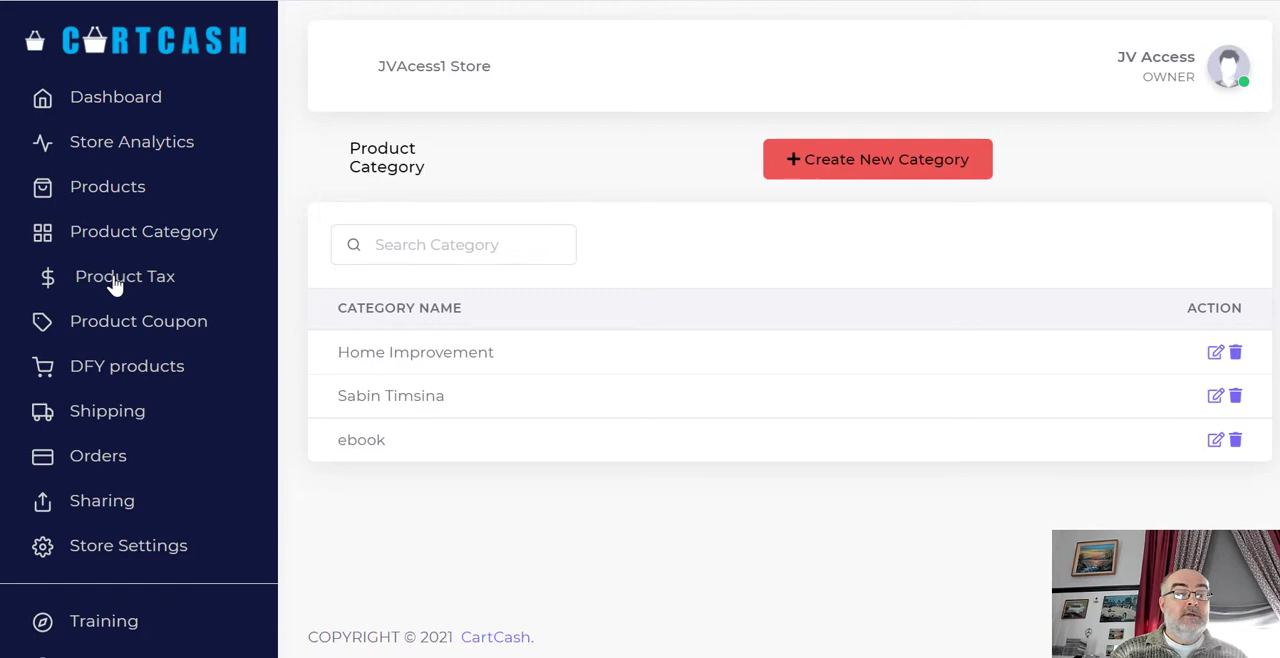 CARTCASH
Dashboard
Store Analytics
Products
Product Category
Product Tax
Product Coupon
DFY products
Shipping
Orders
Sharing
Store Settings
Training
JVAcess1 Store
JV Access
OWNER
Product
Category
+ Create New Category
Search Category
CATEGORY NAME ACTION
Home Improvement
Sabin Timsina
ebook
COPYRIGHT © 2021 CartCash.